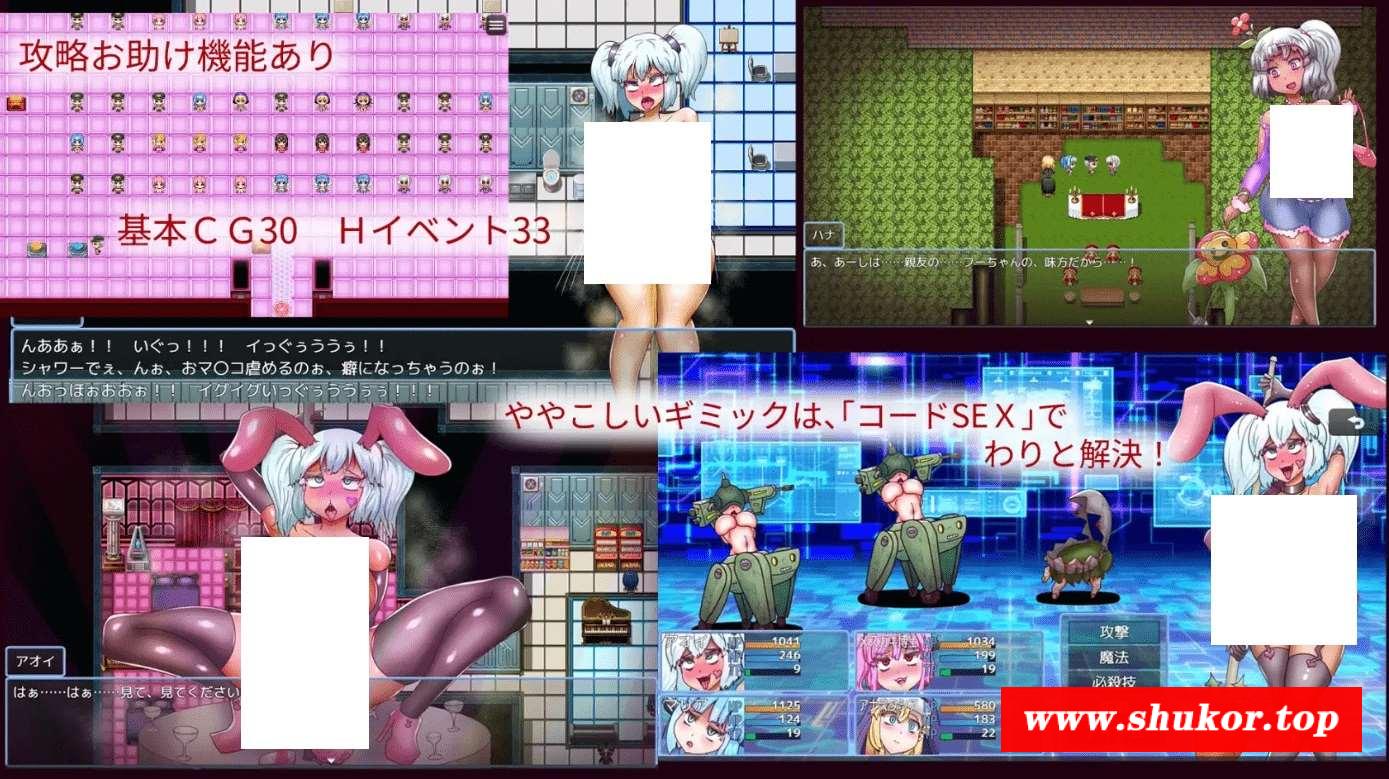 攻略お助け機能あり
基本ＣＧ30　Ｈイベント33
ハナ
あ、あーしは……親友の……フーちゃんの、味方だから……！
んああぁ！！　いぐっ！！！　イっぐぅううぅ！！
シャワーでぇ、んぉ、おマ〇コ虐めるのぉ、癖になっちゃうのぉ！
んおっほぉおおぉ！！　イグイグいっぐぅううぅぅ！！！
ややこしいギミックは、｢コードSEＸ｣で
わりと解決！
アオイ
はぁ……はぁ……見て、見てください
アオイ
1041
246
9
1034
199
19
マリア
1125
124
19
580
183
22
攻撃
魔法
必殺技
www.shukor.top